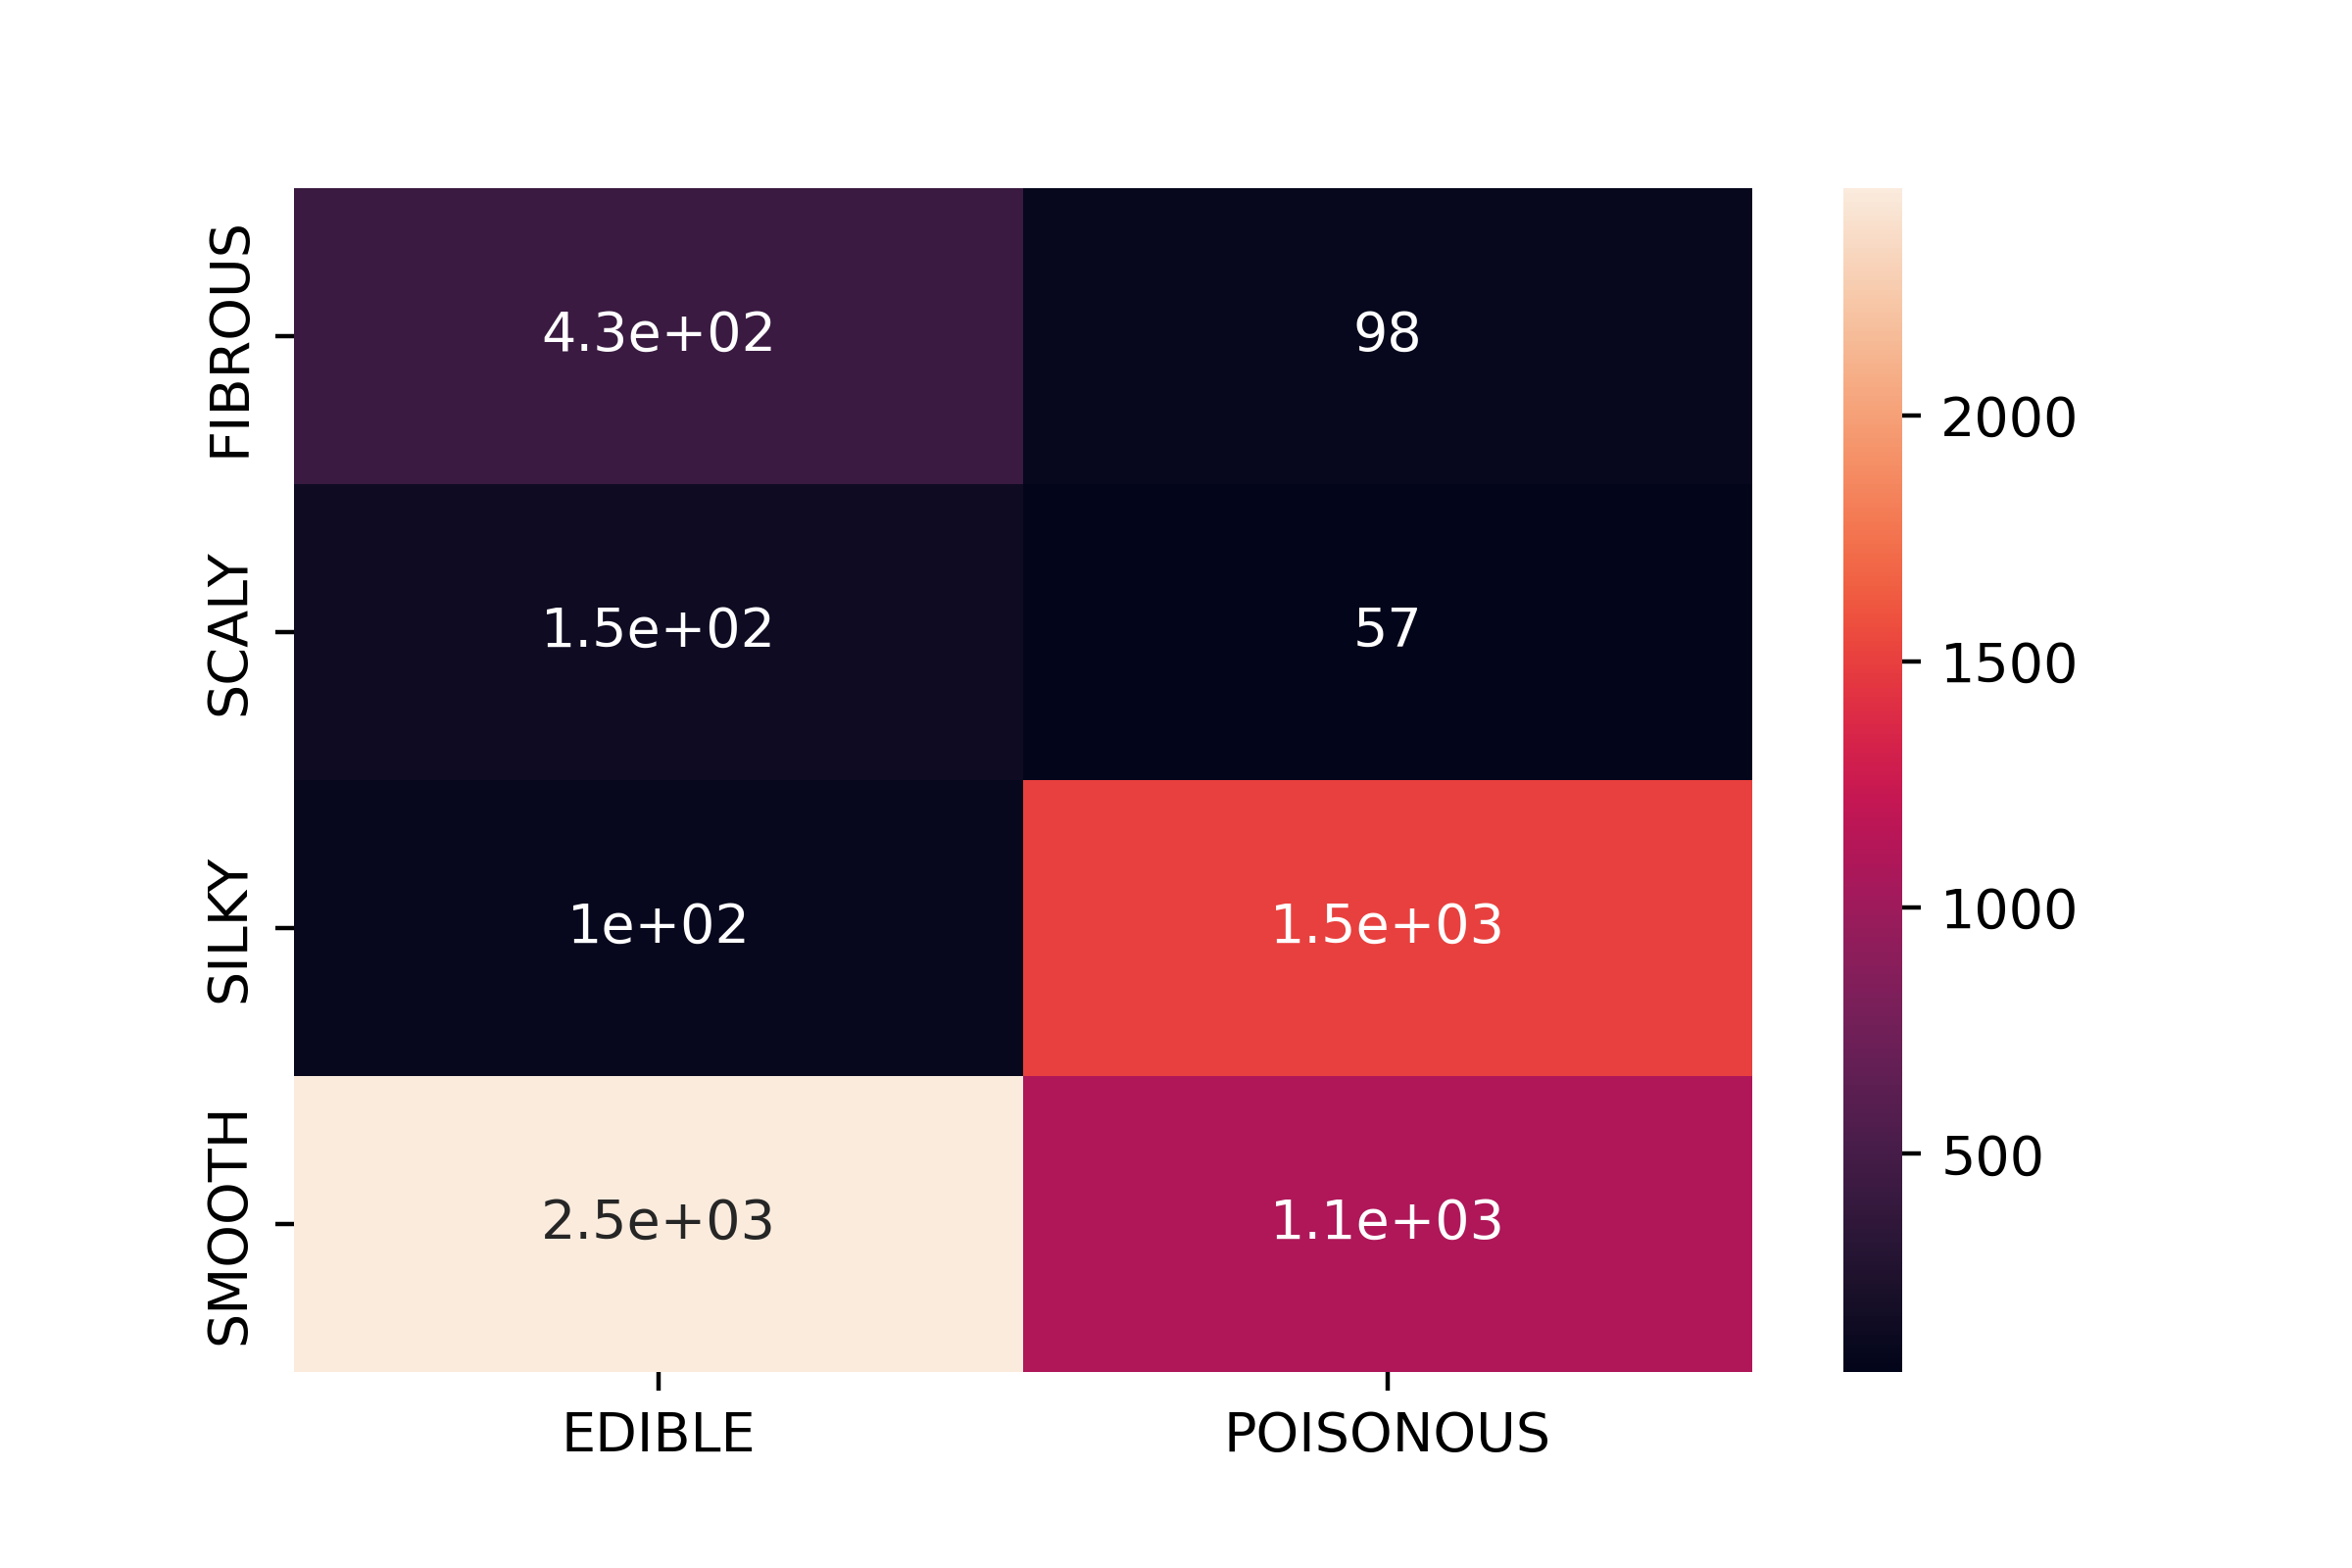 FIBROUS
4.3e+02 98
SCALY
1.5e+02 57
SILKY
1e+02 1.5e+03
SMOOTH
2.5e+03 1.1e+03
EDIBLE POISONOUS
2000
1500
1000
500